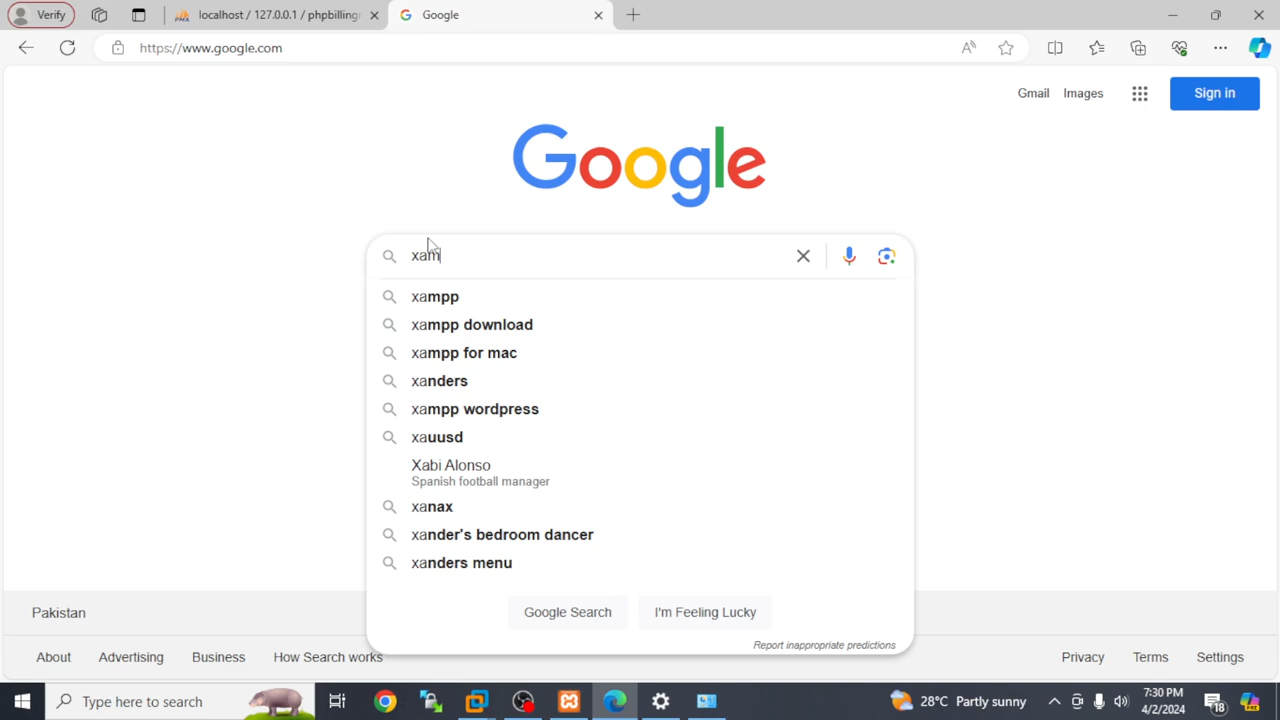 Verify
localhost / 127.0.0.1 / phpbillingr
Google
https://www.google.com
Gmail
Images
Sign in
Google
xam
xampp
xampp download
xampp for mac
xanders
xampp wordpress
xauusd
Xabi Alonso
Spanish football manager
xanax
xander's bedroom dancer
xanders menu
Google Search
I'm Feeling Lucky
Report inappropriate predictions
Pakistan
About
Advertising
Business
How Search works
Privacy
Terms
Settings
Type here to search
28°C Partly sunny
7:30 PM
4/2/2024
18